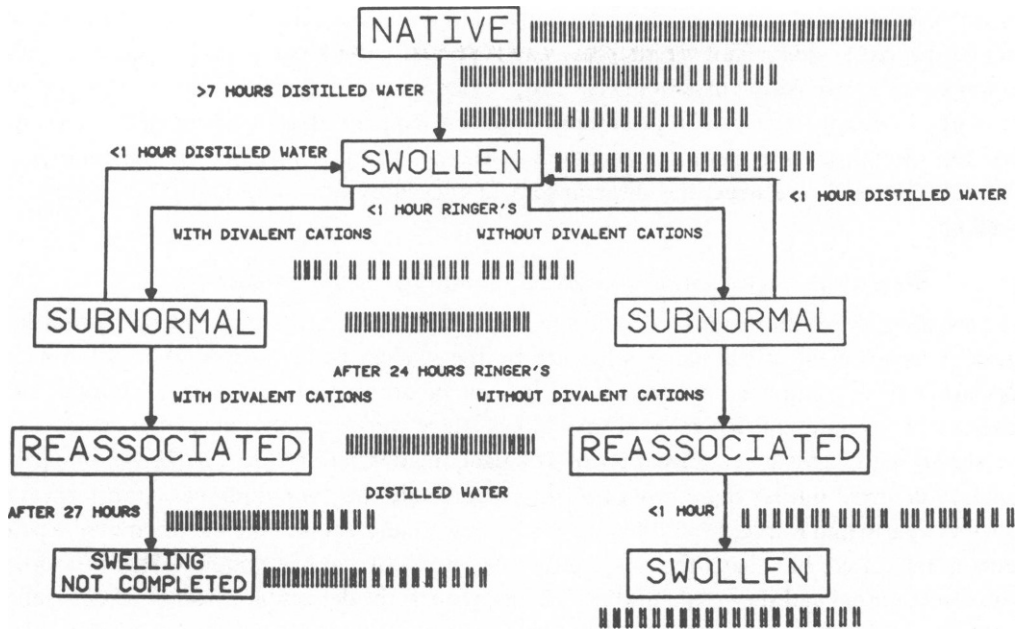 NATIVE
>7 HOURS DISTILLED WATER
<1 HOUR DISTILLED WATER
SWOLLEN
<1 HOUR DISTILLED WATER
<1 HOUR RINGER'S
WITH DIVALENT CATIONS
WITHOUT DIVALENT CATIONS
SUBNORMAL
SUBNORMAL
AFTER 24 HOURS RINGER'S
WITH DIVALENT CATIONS
WITHOUT DIVALENT CATIONS
REASSOCIATED
REASSOCIATED
DISTILLED WATER
AFTER 27 HOURS
<1 HOUR
SWELLING
NOT COMPLETED
SWOLLEN